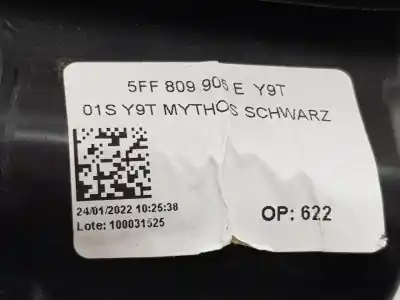 5FF 809 905 E Y9T
01S Y9T MYTHOS SCHWARZ
24/01/2022 10:25:38
Lote: 100031525
OP: 622